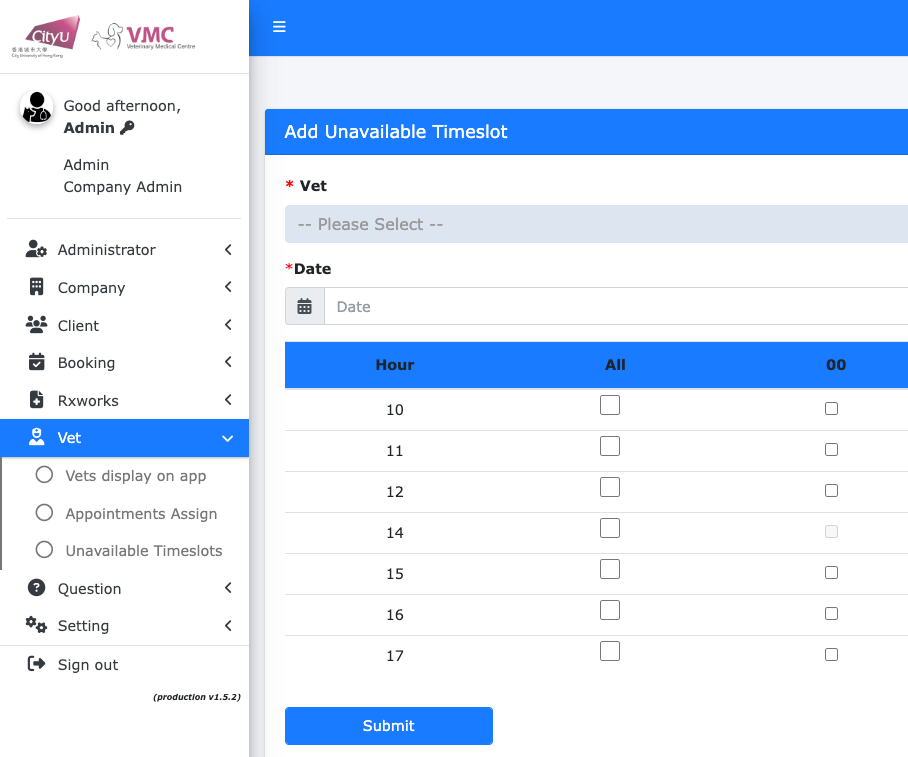 CityU
香港城市大學
City University of Hong Kong
VMC
Veterinary Medical Centre
Good afternoon,
Admin
Admin
Company Admin
Administrator
Company
Client
Booking
Rxworks
Vet
Vets display on app
Appointments Assign
Unavailable Timeslots
Question
Setting
Sign out
(production v1.5.2)
Add Unavailable Timeslot
* Vet
-- Please Select --
*Date
Date
Hour All 00
10
11
12
14
15
16
17
Submit